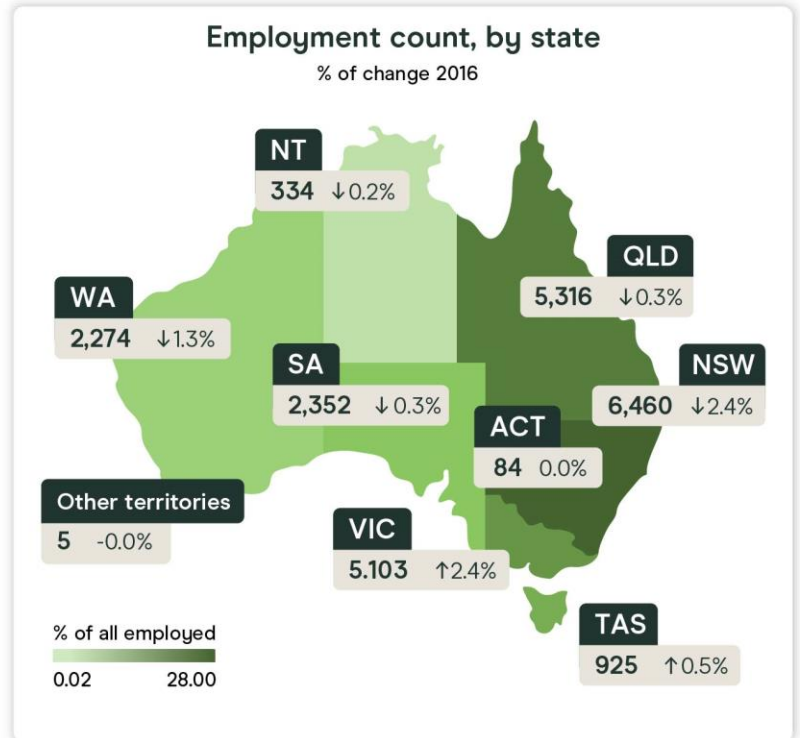 Employment count, by state
% of change 2016
NT
334 ↓0.2%
QLD
5,316 ↓0.3%
WA
2,274 ↓1.3%
SA
2,352 ↓0.3%
NSW
6,460 ↓2.4%
ACT
84 0.0%
Other territories
5 -0.0%
VIC
5.103 ↑2.4%
TAS
925 ↑0.5%
% of all employed
0.02 28.00